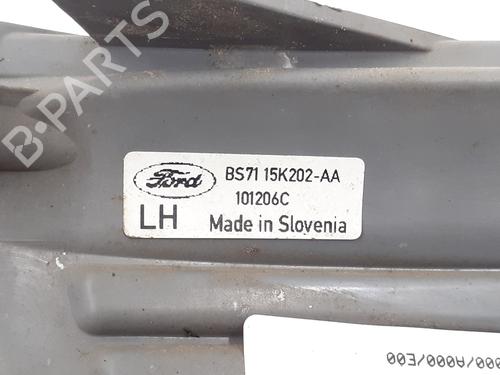 B-PARTS
Ford
BS71 15K202-AA
101206C
LH
Made in Slovenia
000/A000/E00